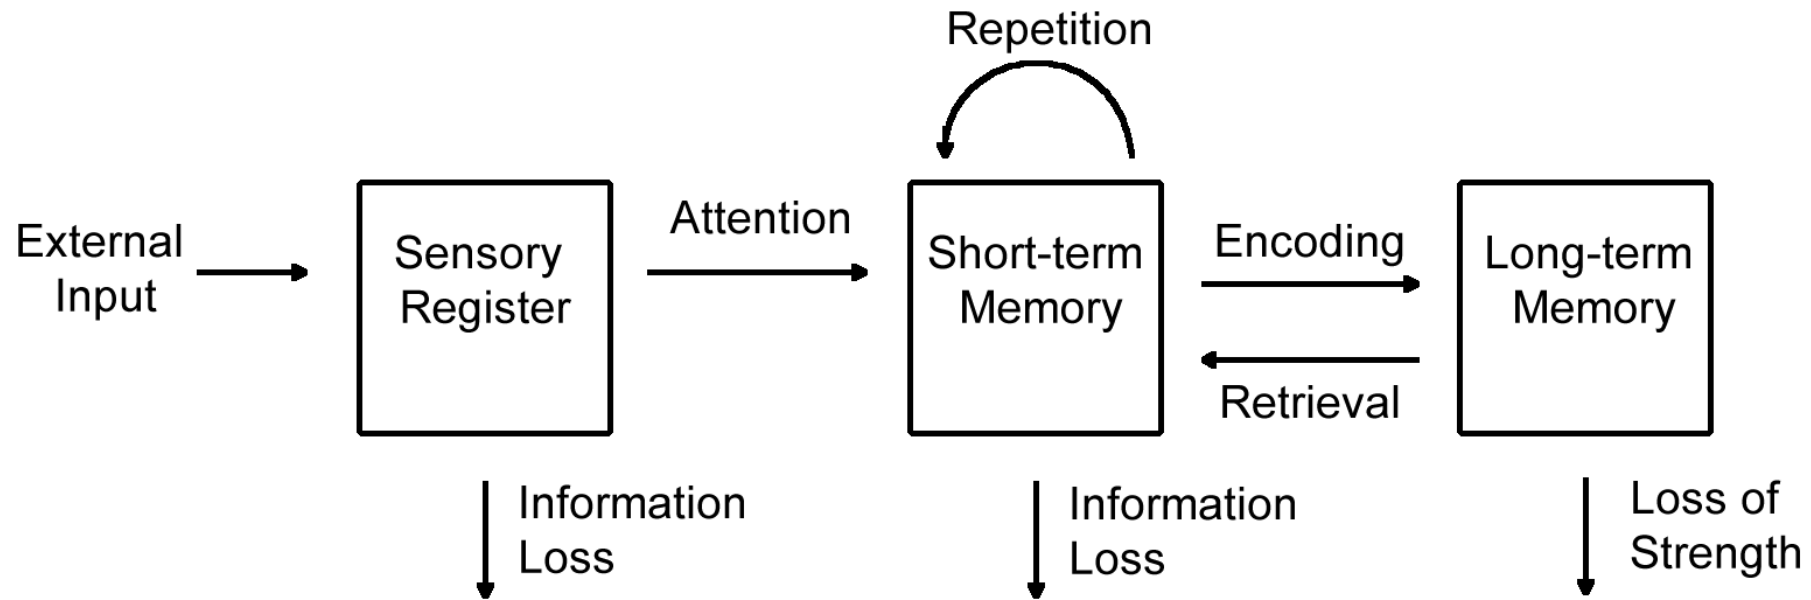 Repetition
External
Input
Sensory
Register
Attention
Short-term
Memory
Encoding
Retrieval
Long-term
Memory
Information
Loss
Information
Loss
Loss of
Strength